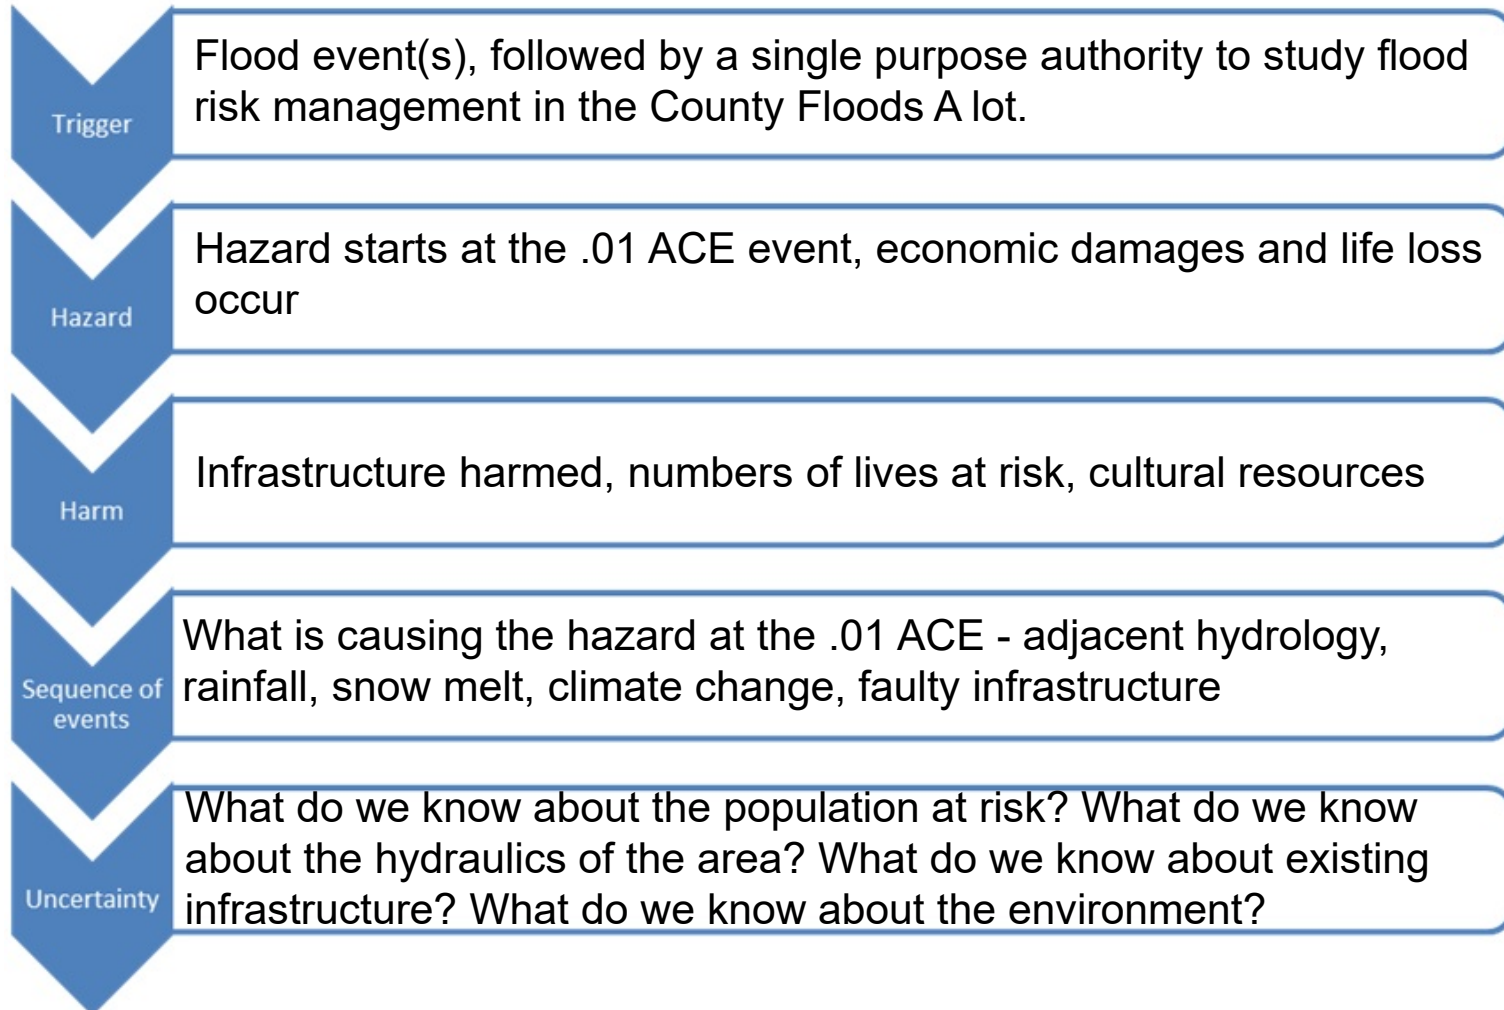 Trigger
Flood event(s), followed by a single purpose authority to study flood
risk management in the County Floods A lot.
Hazard
Hazard starts at the .01 ACE event, economic damages and life loss
occur
Harm
Infrastructure harmed, numbers of lives at risk, cultural resources
Sequence of
events
What is causing the hazard at the .01 ACE - adjacent hydrology,
rainfall, snow melt, climate change, faulty infrastructure
Uncertainty
What do we know about the population at risk? What do we know
about the hydraulics of the area? What do we know about existing
infrastructure? What do we know about the environment?